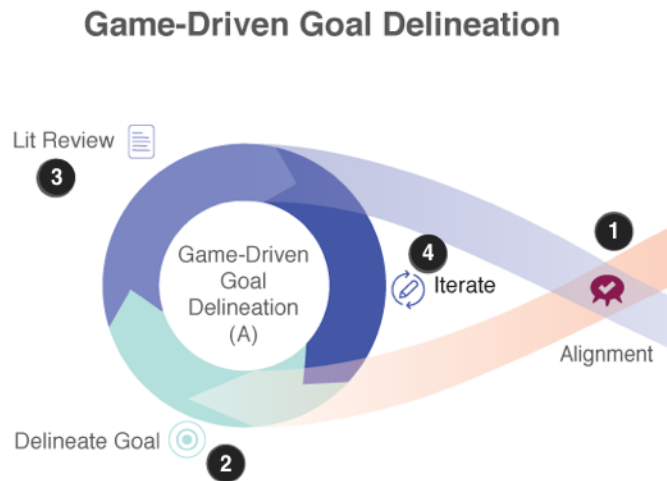 Game-Driven Goal Delineation
Lit Review
3
1
Game-Driven
Goal
Delineation
(A)
4
Iterate
Alignment
Delineate Goal
2